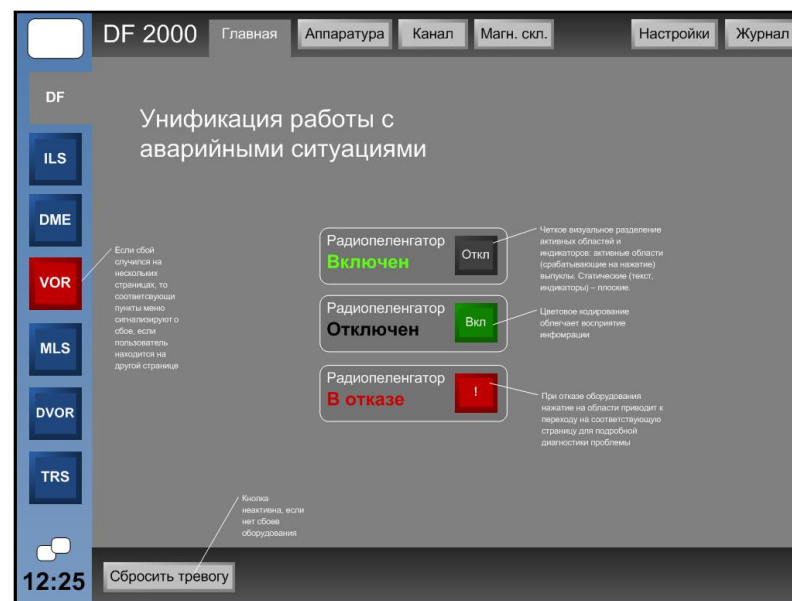 DF 2000
Главная
Аппаратура
Канал
Магн. скл.
Настройки
Журнал
DF
ILS
DME
VOR
MLS
DVOR
TRS
12:25
Унификация работы с
аварийными ситуациями
Если сбой
случился на
нескольких
страницах, то
соответсвующи
пункты меню
сигнализируют о
сбое, если
пользователь
находится на
другой странице
Радиопеленгатор
Включен
Откл
Четкое визуальное разделение
активных областей и
индикаторов: активные области
(срабатывающие на нажатие)
выпуклы. Статические (текст,
индикаторы) – плоские.
Радиопеленгатор
Отключен
Вкл
Цветовое кодирование
облегчает восприятие
инфомрации
Радиопеленгатор
В отказе
!
При отказе оборудования
нажатие на области приводит к
переходу на соответствующую
страницу для подробной
диагностики проблемы
Кнопка
неактивна, если
нет сбоев
оборудования
Сбросить тревогу